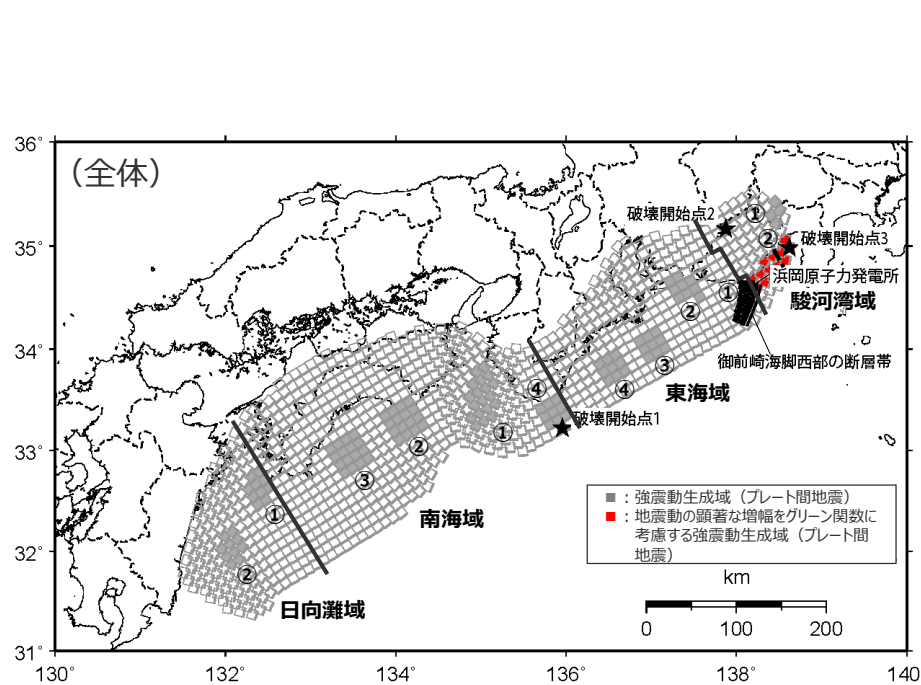 36°
（全体）
破壊開始点2
①
②
破壊開始点3
35°
浜岡原子力発電所
①
駿河湾域
②
34°
御前崎海脚西部の断層帯
③
④
④
東海域
破壊開始点1
①
②
33°
③
■：強震動生成域（プレート間地震）
■：地震動の顕著な増幅をグリーン関数に
考慮する強震動生成域（プレート間
地震）
①
南海域
32°
②
km
日向灘域
0 100 200
31°
130° 132° 134° 136° 138° 140